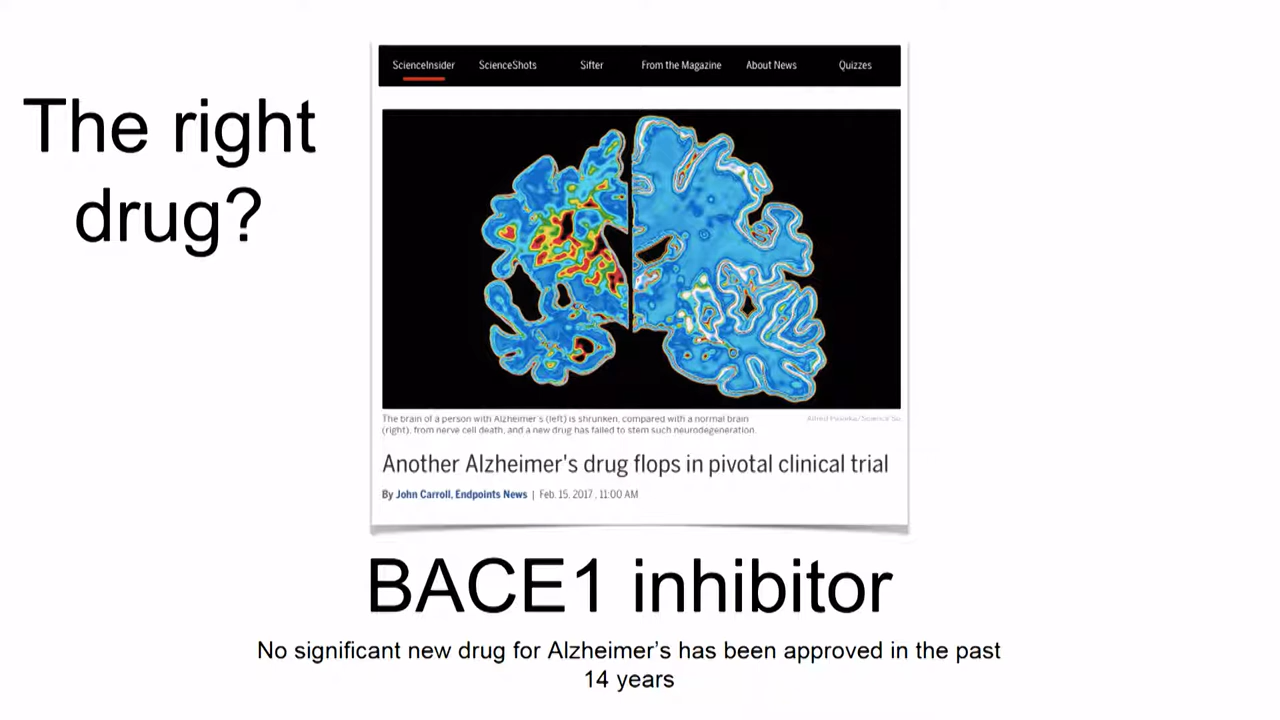 The right
drug?
ScienceInsider ScienceShots Sifter From the Magazine About News Quizzes
The brain of a person with Alzheimer's (left) is shrunken, compared with a normal brain
(right), from nerve cell death, and a new drug has failed to stem such neurodegeneration.
Another Alzheimer's drug flops in pivotal clinical trial
By John Carroll, Endpoints News | Feb. 15, 2017 , 11:00 AM
BACE1 inhibitor
No significant new drug for Alzheimer’s has been approved in the past
14 years